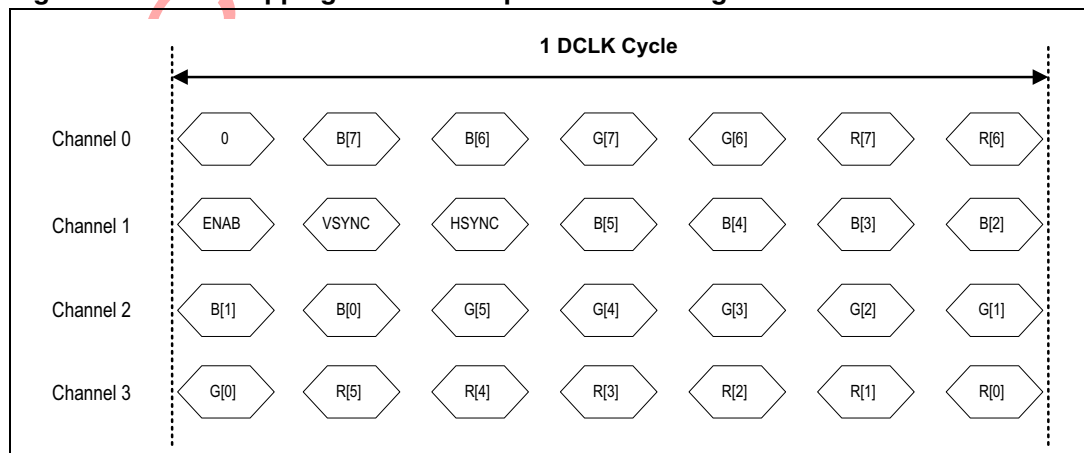 pping
1 DCLK Cycle
Channel 0 0 B[7] B[6] G[7] G[6] R[7] R[6]
Channel 1 ENAB VSYNC HSYNC B[5] B[4] B[3] B[2]
Channel 2 B[1] B[0] G[5] G[4] G[3] G[2] G[1]
Channel 3 G[0] R[5] R[4] R[3] R[2] R[1] R[0]